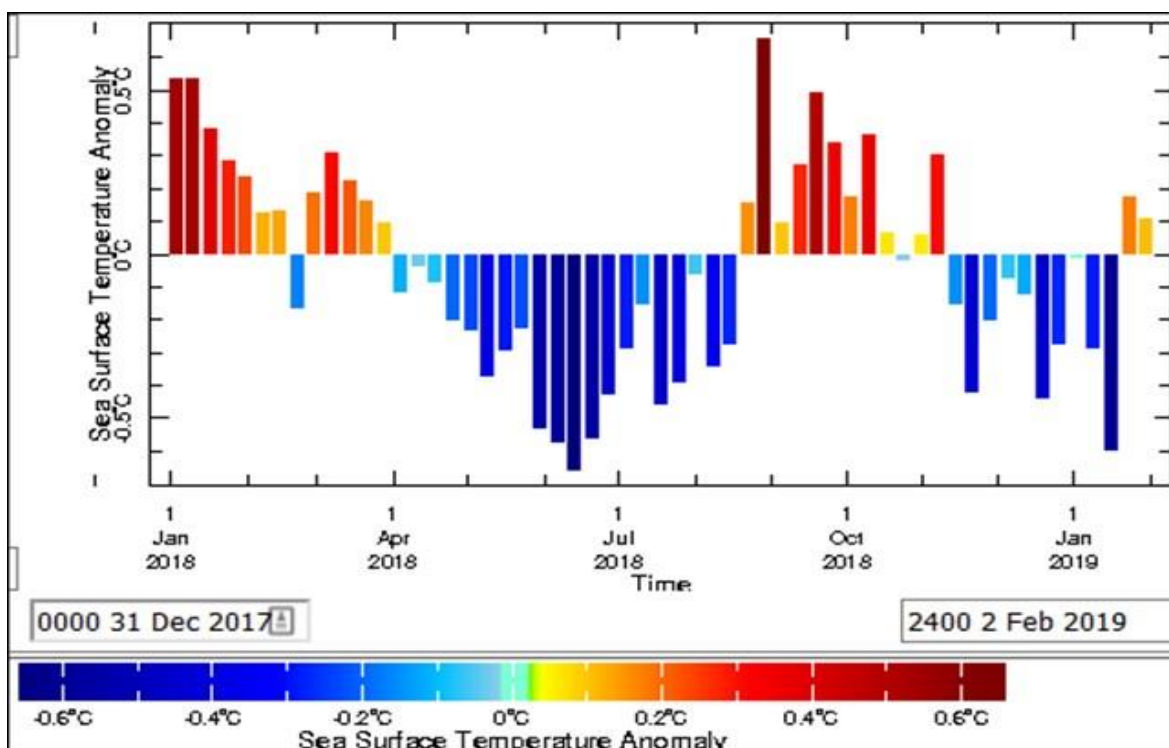 Sea Surface Temperature Anomaly
0.5°C
0°C
-0.5°C
1 1 1 1 1
Jan Apr Jul Oct Jan
2018 2018 2018 2018 2019
Time
0000 31 Dec 2017
2400 2 Feb 2019
-0.6°C -0.4°C -0.2°C 0°C 0.2°C 0.4°C 0.6°C
Sea Surface Temperature Anomaly